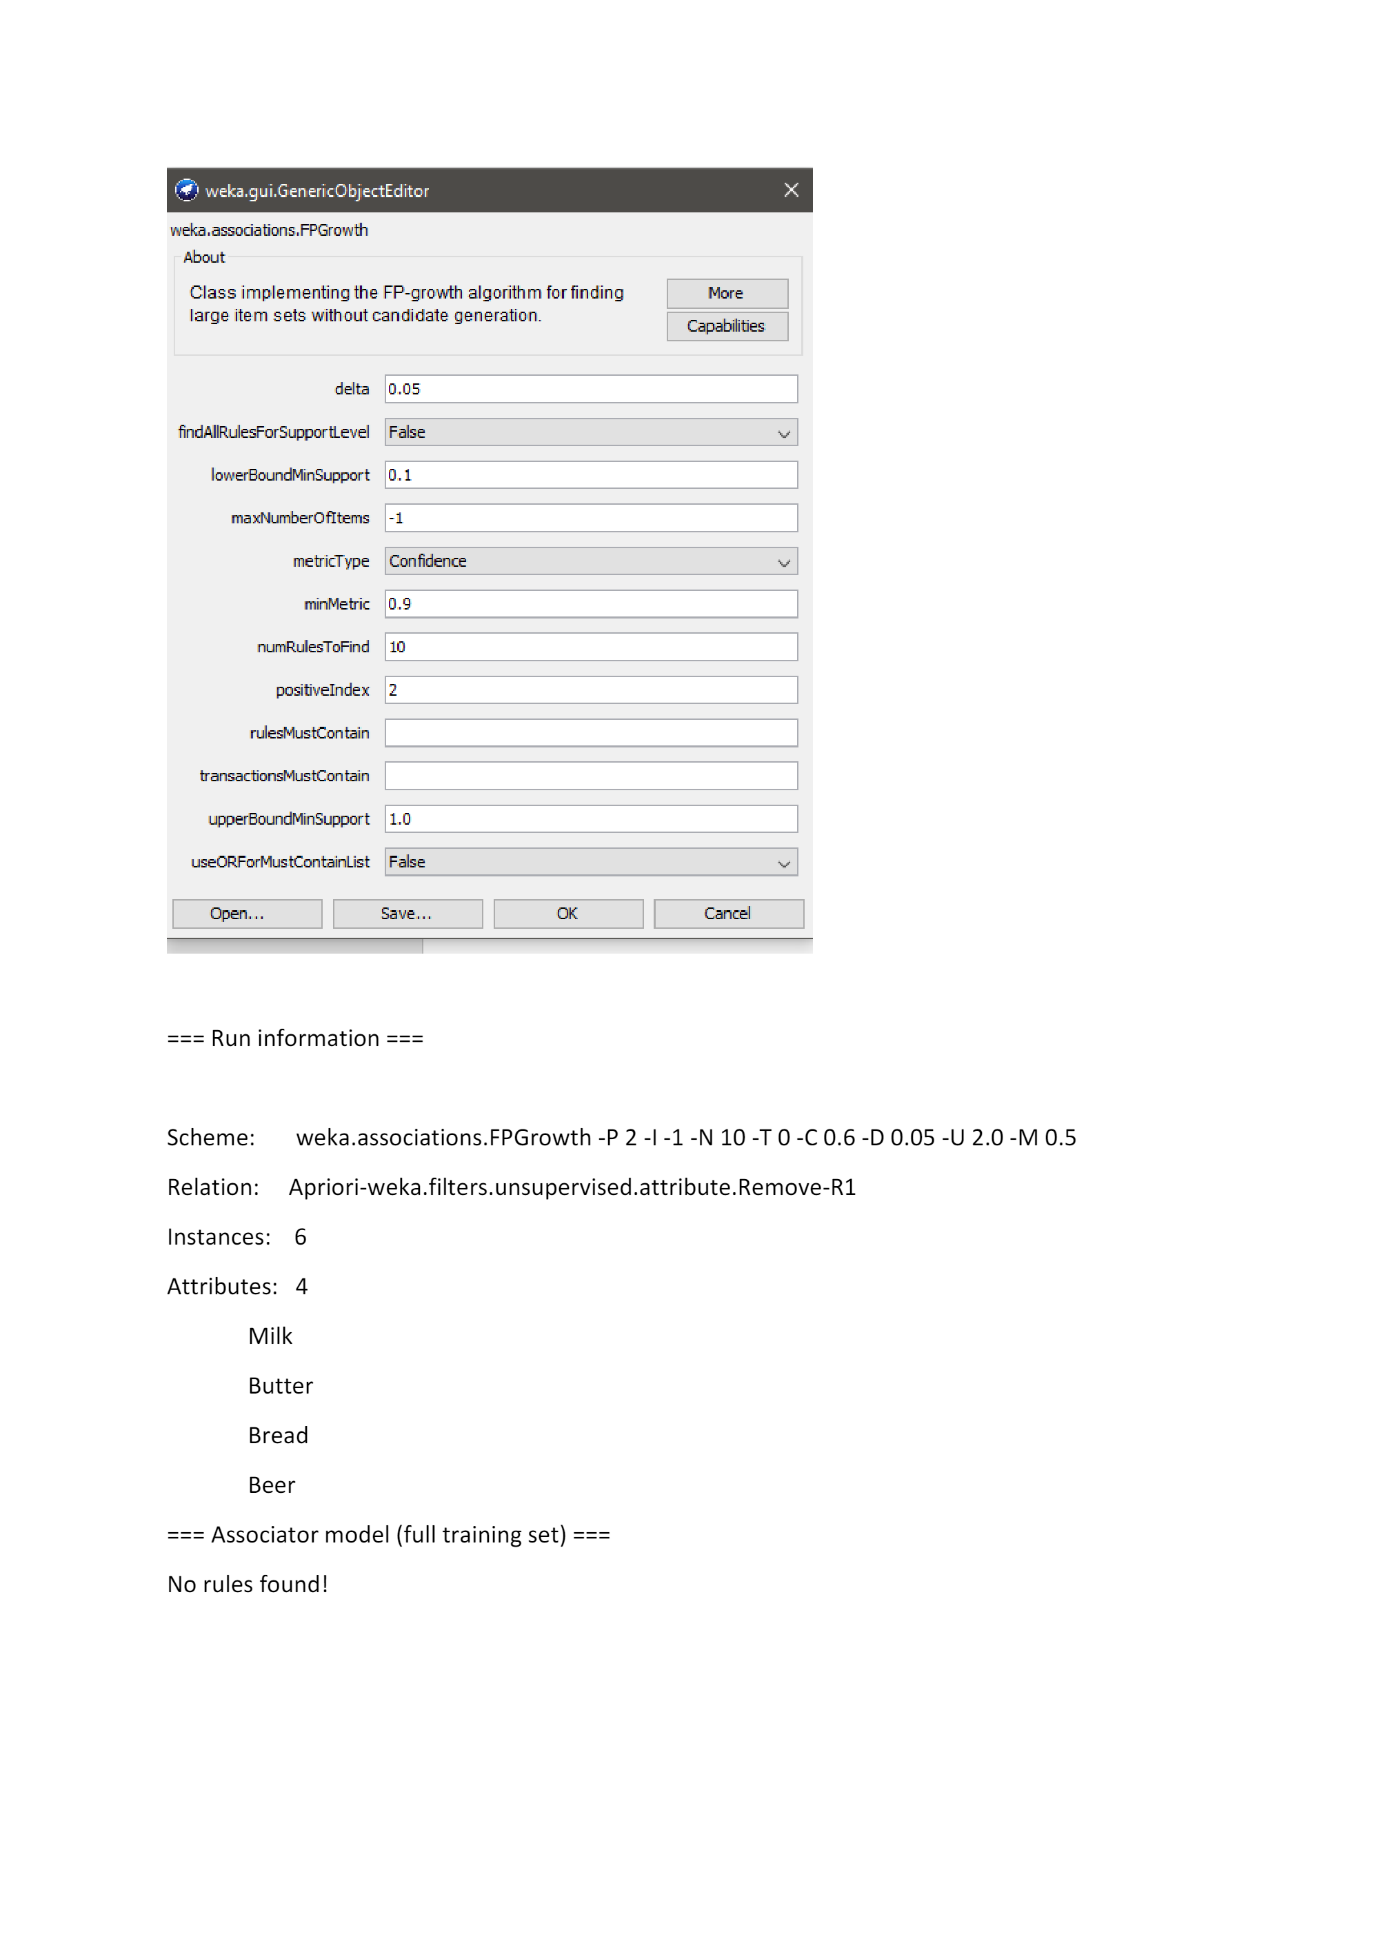 weka.gui.GenericObjectEditor
weka.associations.FPGrowth
About
Class implementing the FP-growth algorithm for finding
large item sets without candidate generation.
More
Capabilities
delta 0.05
findAllRulesForSupportLevel False
lowerBoundMinSupport 0.1
maxNumberOfItems -1
metricType Confidence
minMetric 0.9
numRulesToFind 10
positiveIndex 2
rulesMustContain
transactionsMustContain
upperBoundMinSupport 1.0
useORForMustContainList False
Open... Save... OK Cancel
=== Run information ===
Scheme: weka.associations.FPGrowth -P 2 -I -1 -N 10 -T 0 -C 0.6 -D 0.05 -U 2.0 -M 0.5
Relation: Apriori-weka.filters.unsupervised.attribute.Remove-R1
Instances: 6
Attributes: 4
Milk
Butter
Bread
Beer
=== Associator model (full training set) ===
No rules found!